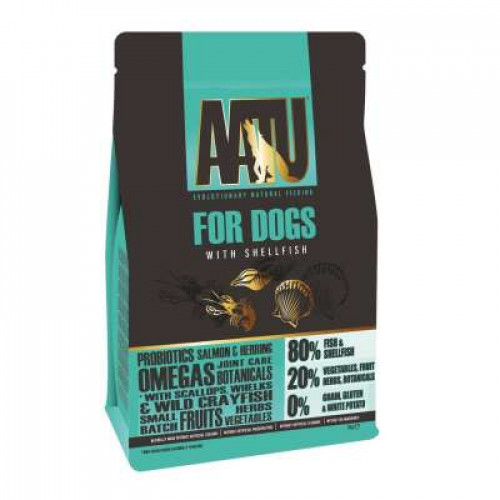 AATU
EVOLUTIONARY NATURAL FEEDING
FOR DOGS
WITH SHELLFISH
PROBIOTICS SALMON & HERRING
OMEGAS JOINT CARE
BOTANICALS
*WITH SCALLOPS, WHELKS
& WILD CRAYFISH
SMALL BATCH FRUITS HERBS
VEGETABLES
80% FISH &
SHELLFISH
20% VEGETABLES, FRUIT
HERBS, BOTANICALS
0% GRAIN, GLUTEN
& WHITE POTATO